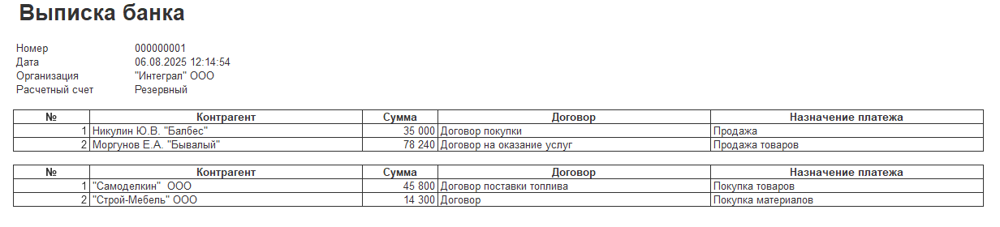 Выписка банка
Номер 000000001
Дата 06.08.2025 12:14:54
Организация "Интеграл" ООО
Расчетный счет Резервный
№ Контрагент Сумма Договор Назначение платежа
1 Никулин Ю.В. "Балбес" 35 000 Договор покупки Продажа
2 Моргунов Е.А. "Бывалый" 78 240 Договор на оказание услуг Продажа товаров
№ Контрагент Сумма Договор Назначение платежа
1 "Самоделкин"  ООО 45 800 Договор поставки топлива Покупка товаров
2 "Строй-Мебель" ООО 14 300 Договор Покупка материалов